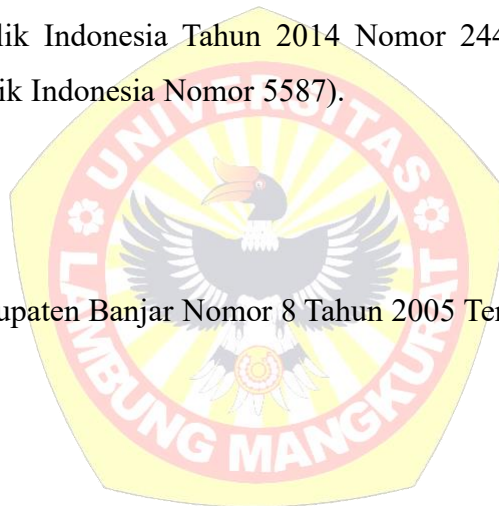 lik Indonesia Tahun 2014 Nomor 244
ik Indonesia Nomor 5587).
UNIVERSITAS
upaten Banjar Nomor 8 Tahun 2005 Ten
LAMBUNG MANGKURAT